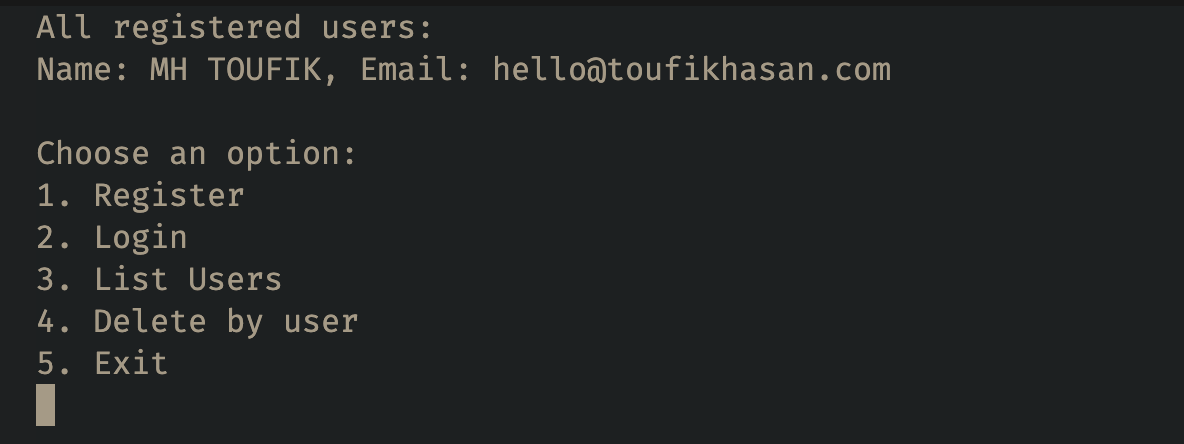 All registered users:
Name: MH TOUFIK, Email: hello@toufikhasan.com
Choose an option:
1. Register
2. Login
3. List Users
4. Delete by user
5. Exit